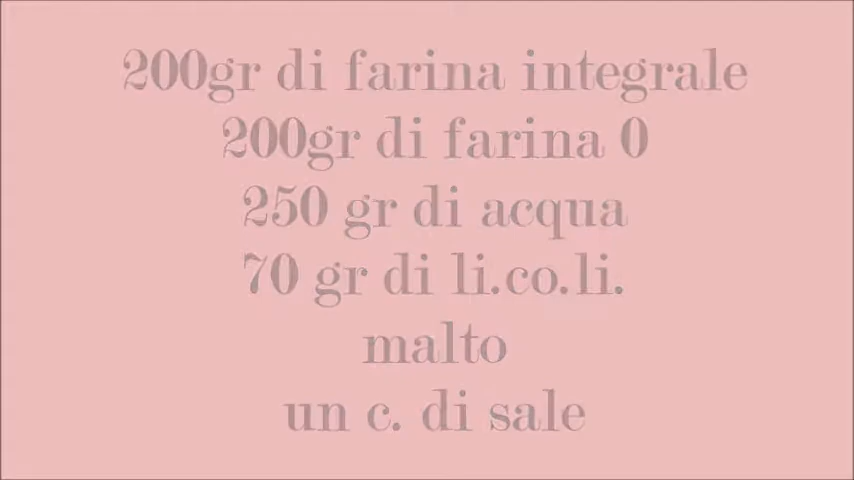 200gr di farina integrale
200gr di farina 0
250 gr di acqua
70 gr di li.co.li.
malto
un c. di sale